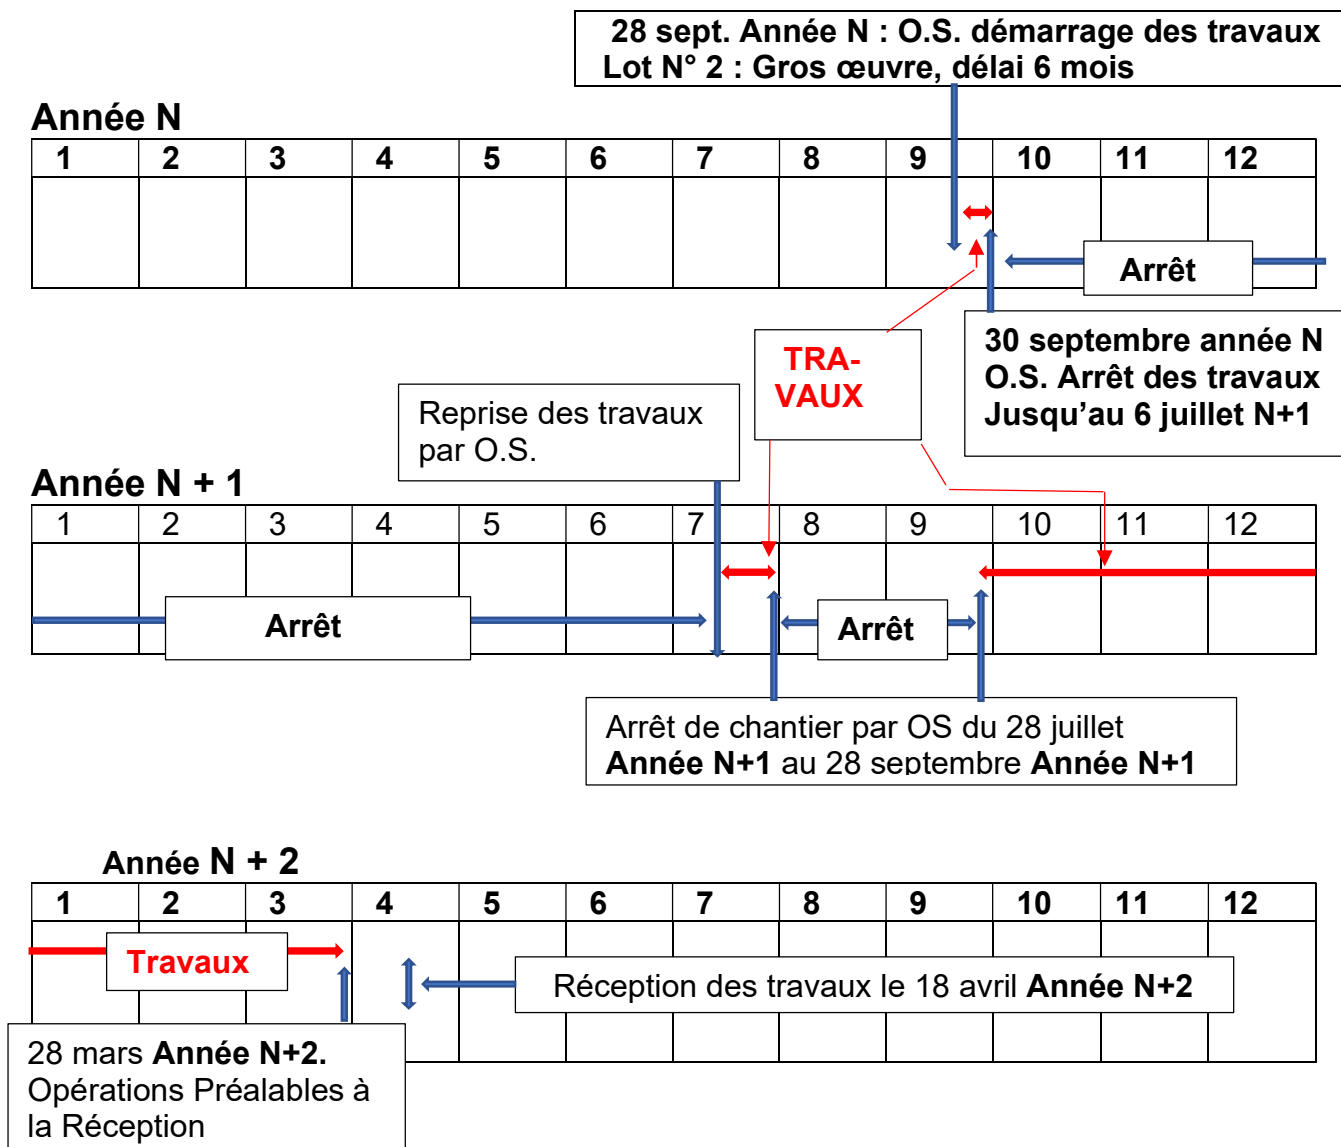 28 sept. Année N : O.S. démarrage des travaux
Lot N° 2 : Gros œuvre, délai 6 mois
Année N
1 2 3 4 5 6 7 8 9 10 11 12
Arrêt
30 septembre année N
O.S. Arrêt des travaux
Jusqu’au 6 juillet N+1
TRA-
VAUX
Reprise des travaux
par O.S.
Année N + 1
1 2 3 4 5 6 7 8 9 10 11 12
Arrêt
Arrêt
Arrêt de chantier par OS du 28 juillet
Année N+1 au 28 septembre Année N+1
Année N + 2
1 2 3 4 5 6 7 8 9 10 11 12
Travaux
Réception des travaux le 18 avril Année N+2
28 mars Année N+2.
Opérations Préalables à
la Réception